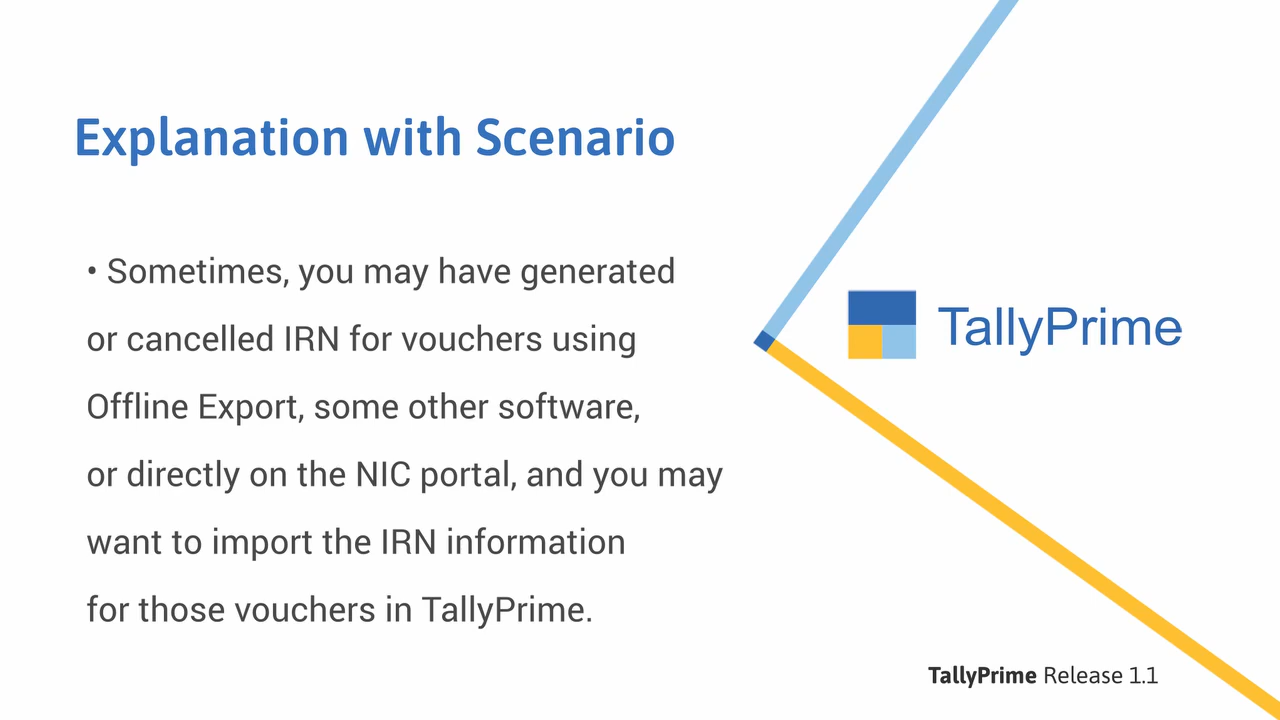 Explanation with Scenario
• Sometimes, you may have generated
or cancelled IRN for vouchers using
Offline Export, some other software,
or directly on the NIC portal, and you may
want to import the IRN information
for those vouchers in TallyPrime.
TallyPrime
TallyPrime Release 1.1